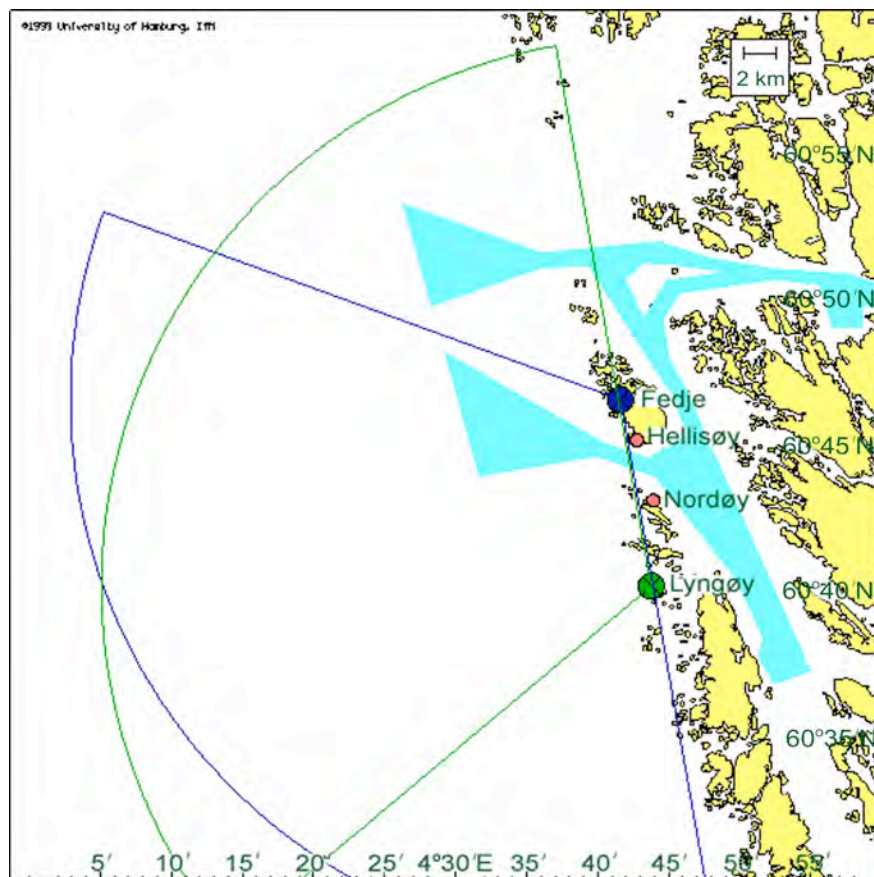 ©1999 University of Hamburg, IfM
2 km
60°55′N
60°50′N
Fedje
Hellisøy
60°45′N
Nordøy
Lyngøy
60°40′N
60°35′N
5′ 10′ 15′ 20′ 25′ 4°30′E 35′ 40′ 45′ 50′ 55′